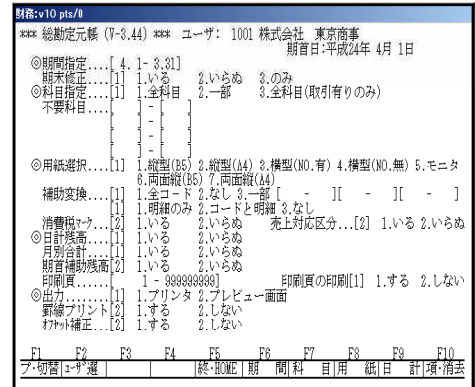 財務:v10 pts/0
*** 総勘定元帳 (V-3.44) *** ユーザ: 1001 株式会社 東京商事
期首日:平成24年 4月 1日
◎期間指定....[ 4. 1- 3.31]
期末修正....[1] 1.いる 2.いらぬ 3.のみ
◎科目指定....[1] 1.全科目 2.一部 3.全科目(取引有りのみ)
不要科目....[ ] - [ ]
[ ] - [ ]
[ ] - [ ]
[ ] - [ ]
[ ] - [ ]
◎用紙選択....[1] 1.縦型(B5) 2.縦型(A4) 3.横型(NO.有) 4.横型(NO.無) 5.モニタ
6.両面縦(B5) 7.両面縦(A4)
補助変換....[1] 1.全コード 2.なし 3.一部 [ - ][ - ][ - ]
[1] 1.明細のみ 2.コードと明細 3.なし
消費税マーク...[2] 1.いる 2.いらぬ 売上対応区分...[2] 1.いる 2.いらぬ
◎日計残高....[1] 1.いる 2.いらぬ
月別合計....[1] 1.いる 2.いらぬ
期首補助残高[2] 1.いる 2.いらぬ
印刷頁......[ 1 - 999999999] 印刷頁の印刷[1] 1.する 2.しない
◎出力........[1] 1.プリンタ 2.プレビュー画面
罫線プリント[2] 1.する 2.しない
オフセット補正...[2] 1.する 2.しない
F1 F2 F3 F4 F5 F6 F7 F8 F9 F10
プ・切替 ユーザ選 終・HOME 期 間 科 目 用 紙 日 計 項・消去